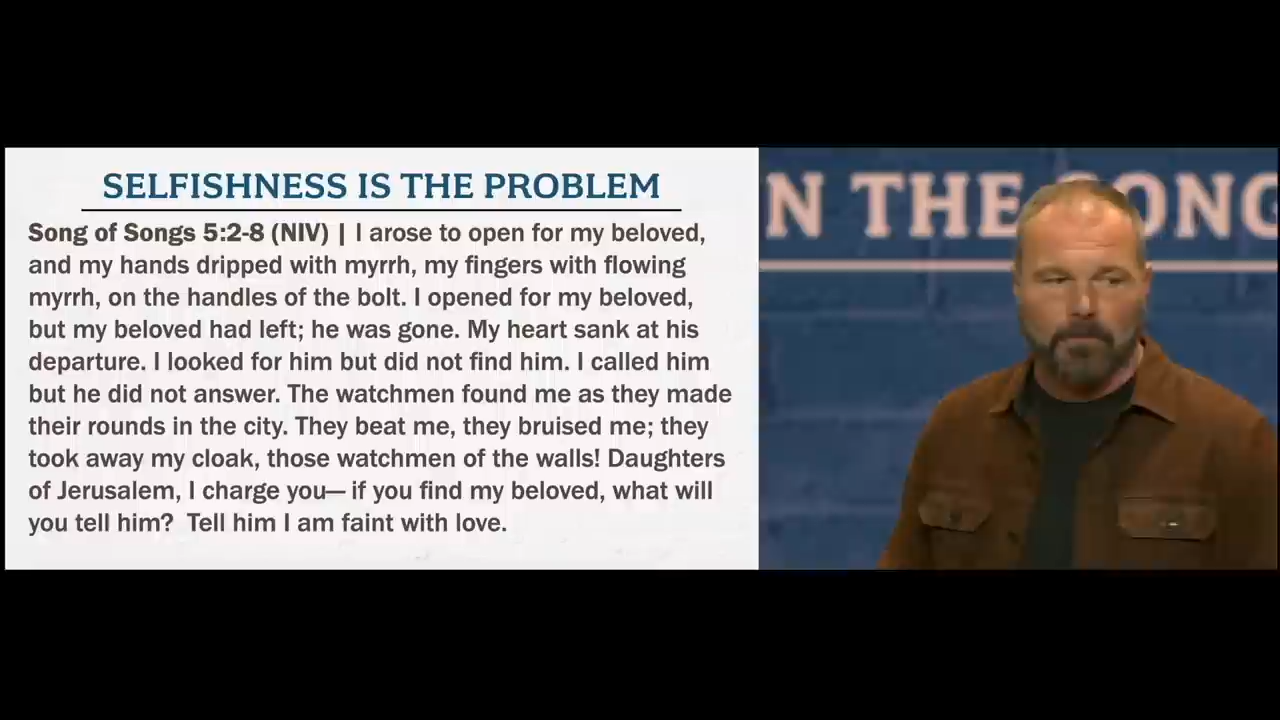 SELFISHNESS IS THE PROBLEM
Song of Songs 5:2-8 (NIV) | I arose to open for my beloved,
and my hands dripped with myrrh, my fingers with flowing
myrrh, on the handles of the bolt. I opened for my beloved,
but my beloved had left; he was gone. My heart sank at his
departure. I looked for him but did not find him. I called him
but he did not answer. The watchmen found me as they made
their rounds in the city. They beat me, they bruised me; they
took away my cloak, those watchmen of the walls! Daughters
of Jerusalem, I charge you— if you find my beloved, what will
you tell him?  Tell him I am faint with love.
N THE SONG